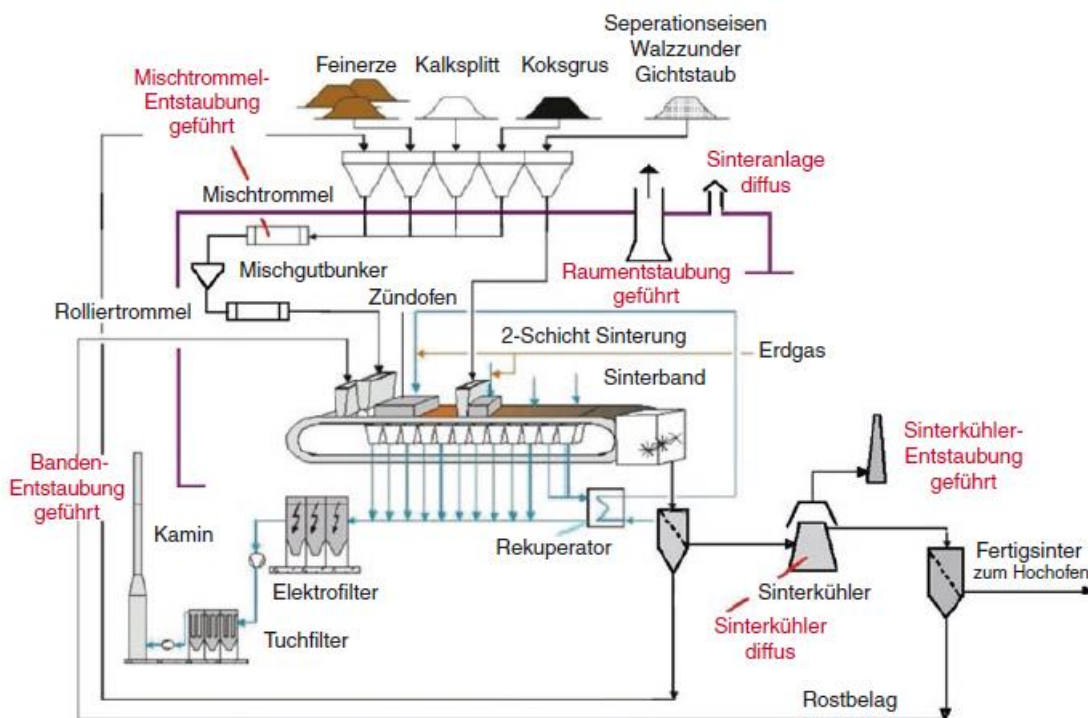 Seperationseisen
Walzzunder
Gichtstaub
Feinerze
Kalksplitt
Koksgrus
Mischtrommel-
Entstaubung
geführt
Sinteranlage
diffus
Mischtrommel
Mischgutbunker
Raumentstaubung
geführt
Zündofen
Rolliertrommel
2-Schicht Sinterung
Erdgas
Sinterband
Sinterkühler-
Entstaubung
geführt
Banden-
Entstaubung
geführt
Kamin
Rekuperator
Elektrofilter
Tuchfilter
Fertigsinter
zum Hochofen
Sinterkühler
Sinterkühler
diffus
Rostbelag